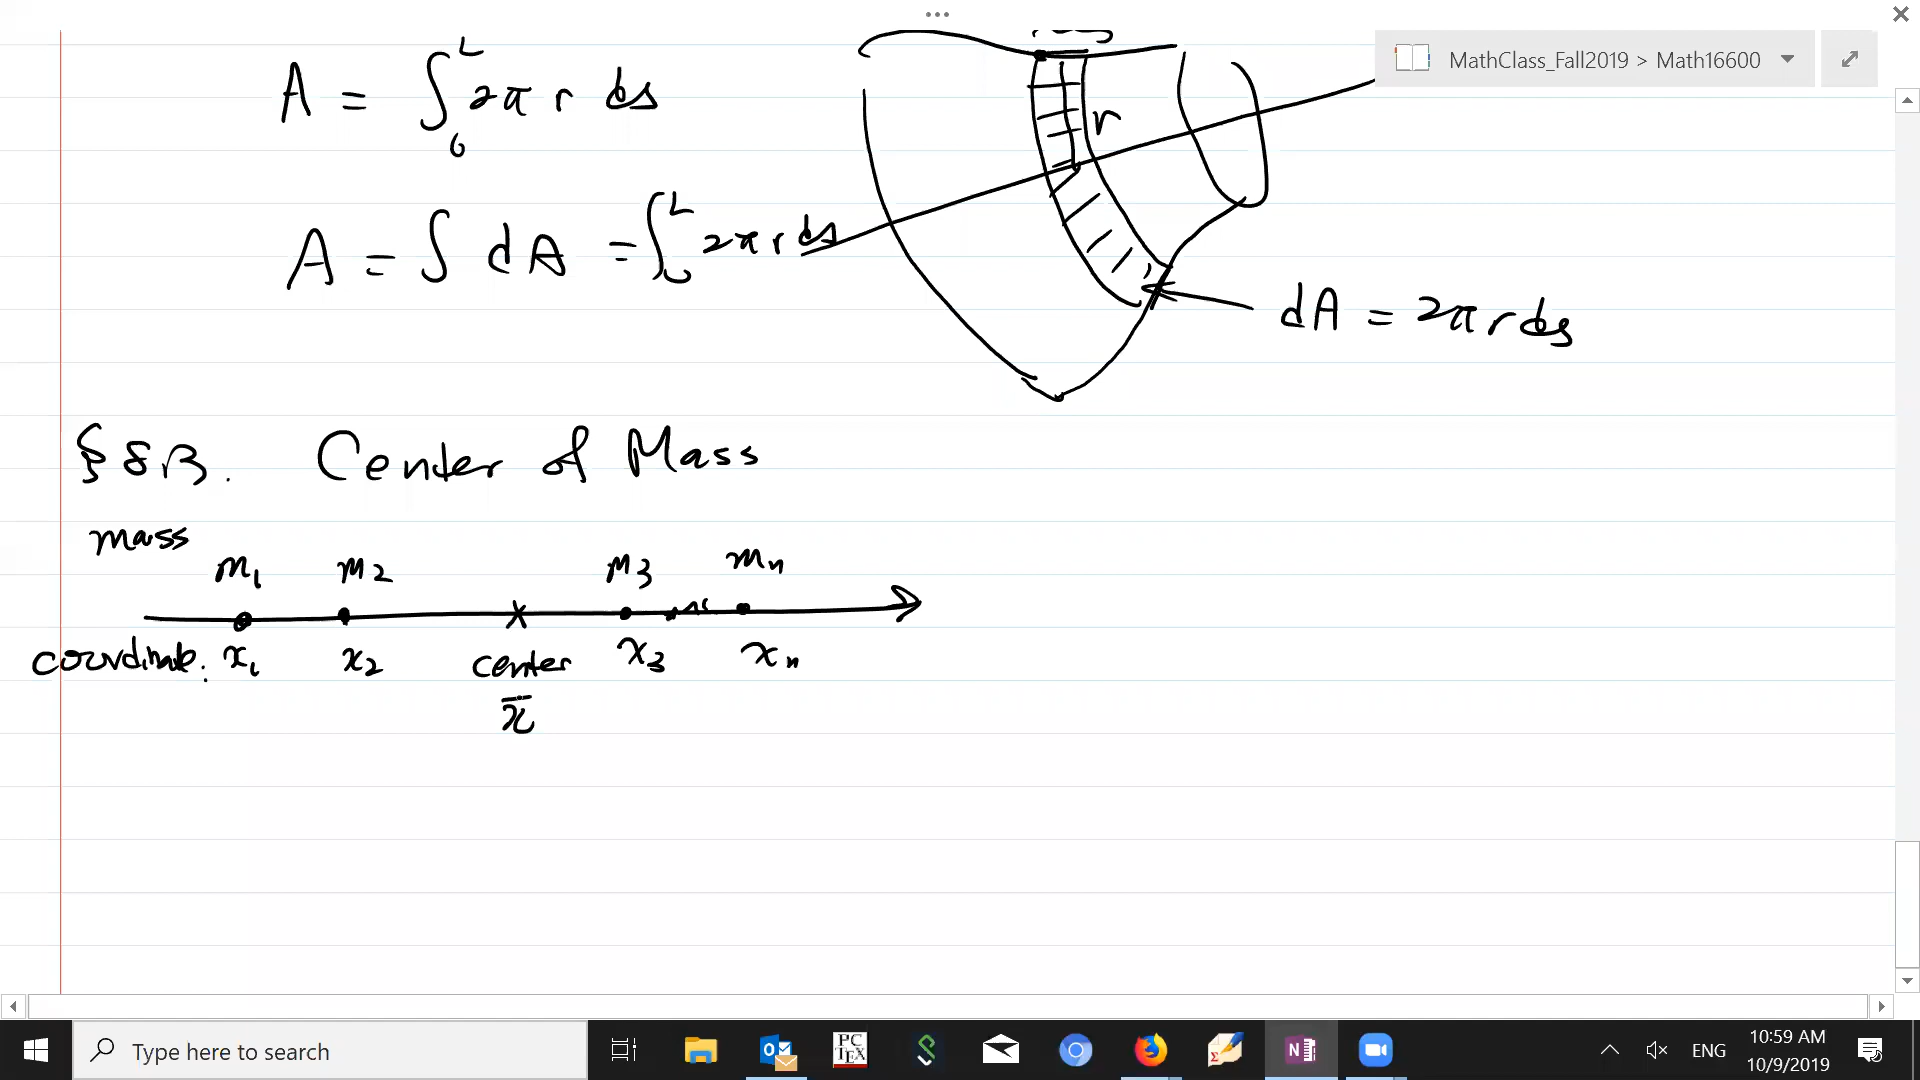 MathClass_Fall2019 > Math16600
A = ∫₀ᴸ 2π r ds
r
A = ∫ dA = ∫₀ᴸ 2π r ds
dA = 2π r ds
§ 8.3. Center of Mass
mass
m₁ m₂ m₃ mₙ
coordinate: x₁ x₂ center x₃ xₙ
x̄
Type here to search
PC TEX
ENG
10:59 AM
10/9/2019